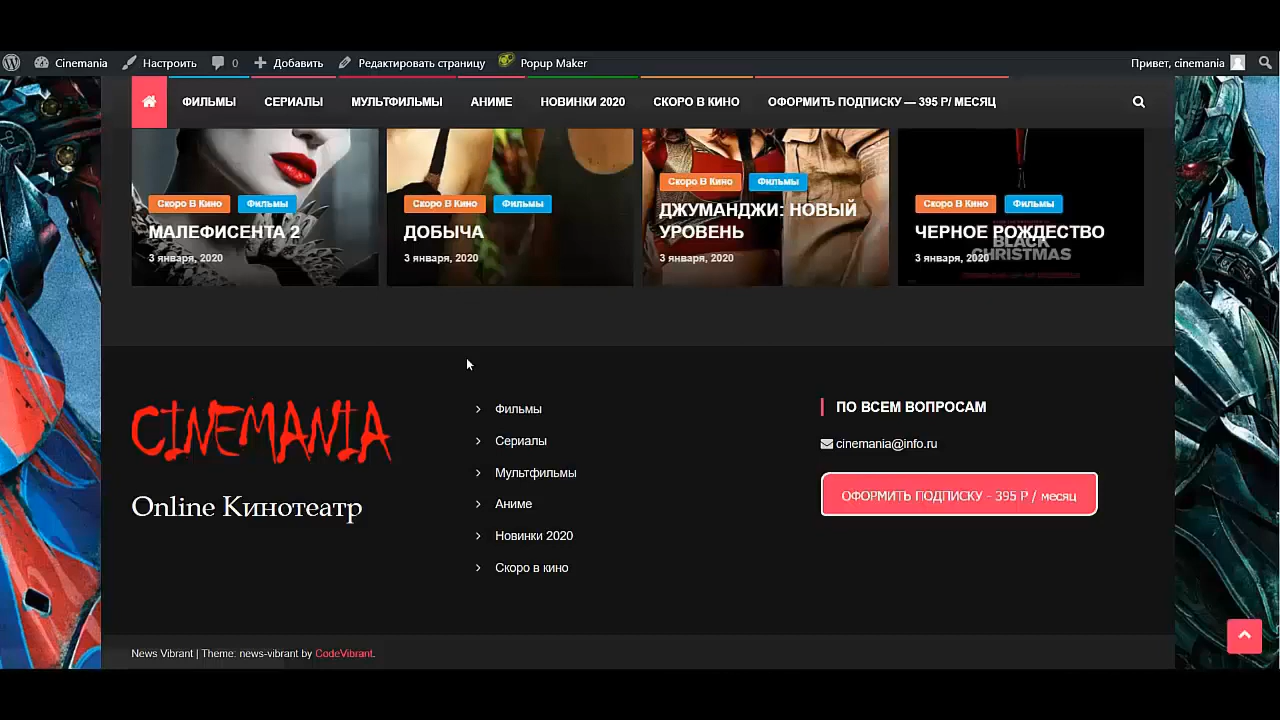 Cinemania Настроить 0 Добавить Редактировать страницу Popup Maker Привет, cinemania
ФИЛЬМЫ СЕРИАЛЫ МУЛЬТФИЛЬМЫ АНИМЕ НОВИНКИ 2020 СКОРО В КИНО ОФОРМИТЬ ПОДПИСКУ — 395 Р/ МЕСЯЦ
Скоро В Кино Фильмы
МАЛЕФИСЕНТА 2
3 января, 2020
Скоро В Кино Фильмы
ДОБЫЧА
3 января, 2020
Скоро В Кино Фильмы
ДЖУМАНДЖИ: НОВЫЙ
УРОВЕНЬ
3 января, 2020
Скоро В Кино Фильмы
ЧЕРНОЕ РОЖДЕСТВО
3 января, 2020
BLACK
CHRISTMAS
CINEMANIA
Online Кинотеатр
Фильмы
Сериалы
Мультфильмы
Аниме
Новинки 2020
Скоро в кино
ПО ВСЕМ ВОПРОСАМ
cinemania@info.ru
ОФОРМИТЬ ПОДПИСКУ - 395 Р / месяц
News Vibrant | Theme: news-vibrant by CodeVibrant.